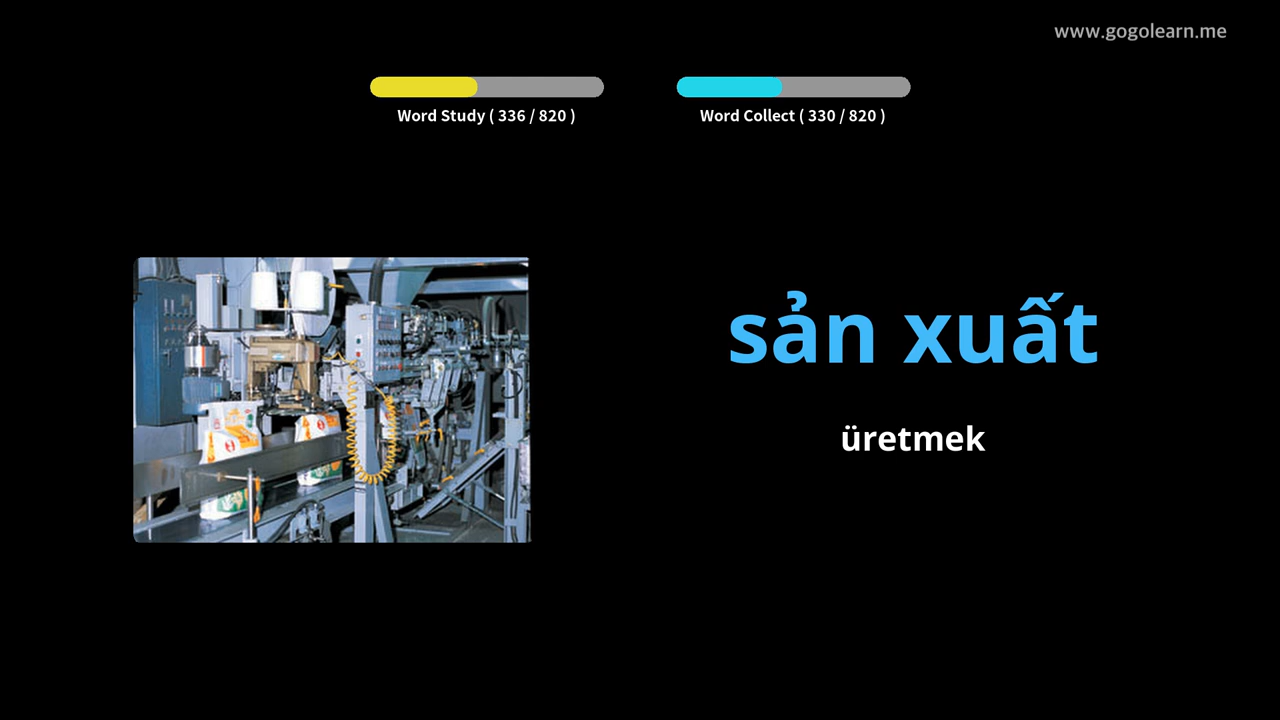 www.gogolearn.me
Word Study ( 336 / 820 )
Word Collect ( 330 / 820 )
sản xuất
üretmek